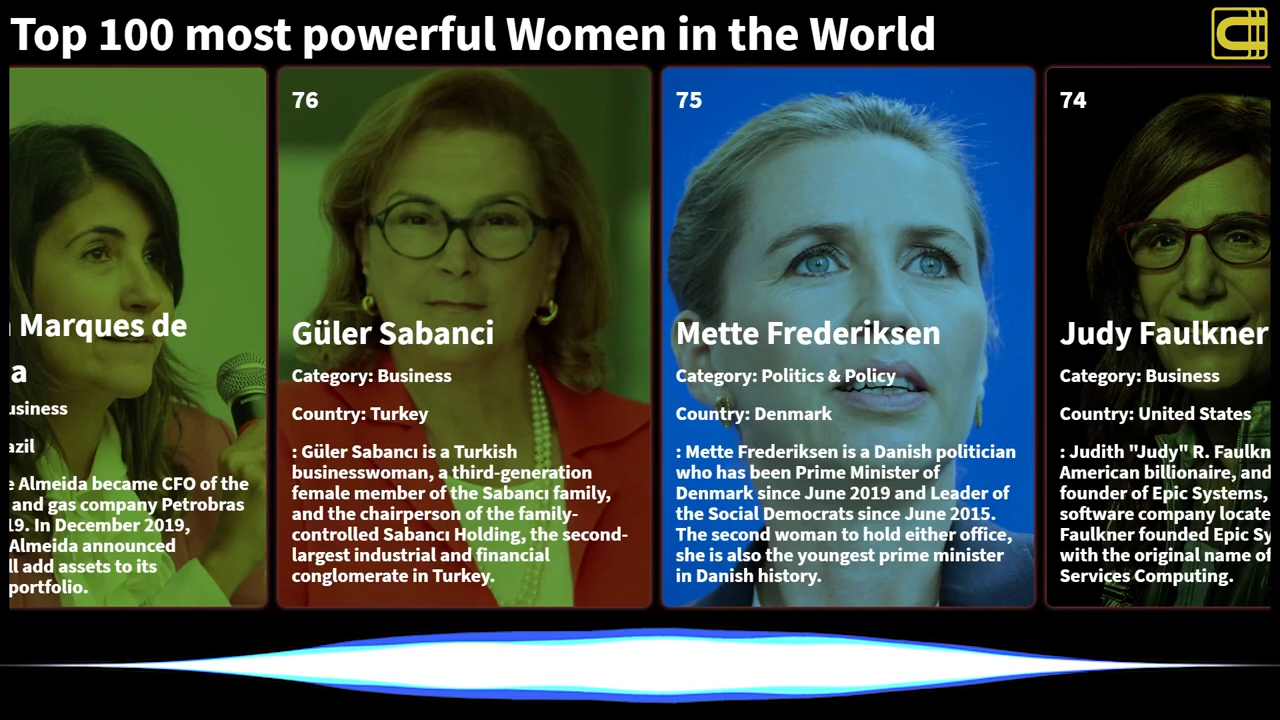 Top 100 most powerful Women in the World
Marques de
a
usiness
azil
e Almeida became CFO of the
and gas company Petrobras
19. In December 2019,
Almeida announced
ll add assets to its
portfolio.
76
Güler Sabanci
Category: Business
Country: Turkey
: Güler Sabancı is a Turkish
businesswoman, a third-generation
female member of the Sabancı family,
and the chairperson of the family-
controlled Sabancı Holding, the second-
largest industrial and financial
conglomerate in Turkey.
75
Mette Frederiksen
Category: Politics & Policy
Country: Denmark
: Mette Frederiksen is a Danish politician
who has been Prime Minister of
Denmark since June 2019 and Leader of
the Social Democrats since June 2015.
The second woman to hold either office,
she is also the youngest prime minister
in Danish history.
74
Judy Faulkner
Category: Business
Country: United States
: Judith "Judy" R. Faulkn
American billionaire, and
founder of Epic Systems,
software company locate
Faulkner founded Epic Sy
with the original name of
Services Computing.